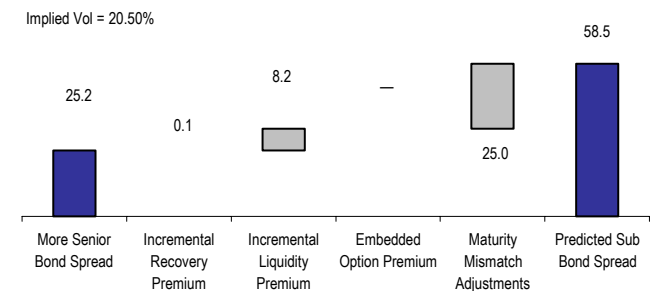 Implied Vol = 20.50%
58.5
25.2
8.2
—
0.1
25.0
More Senior
Bond Spread
Incremental
Recovery
Premium
Incremental
Liquidity
Premium
Embedded
Option Premium
Maturity
Mismatch
Adjustments
Predicted Sub
Bond Spread